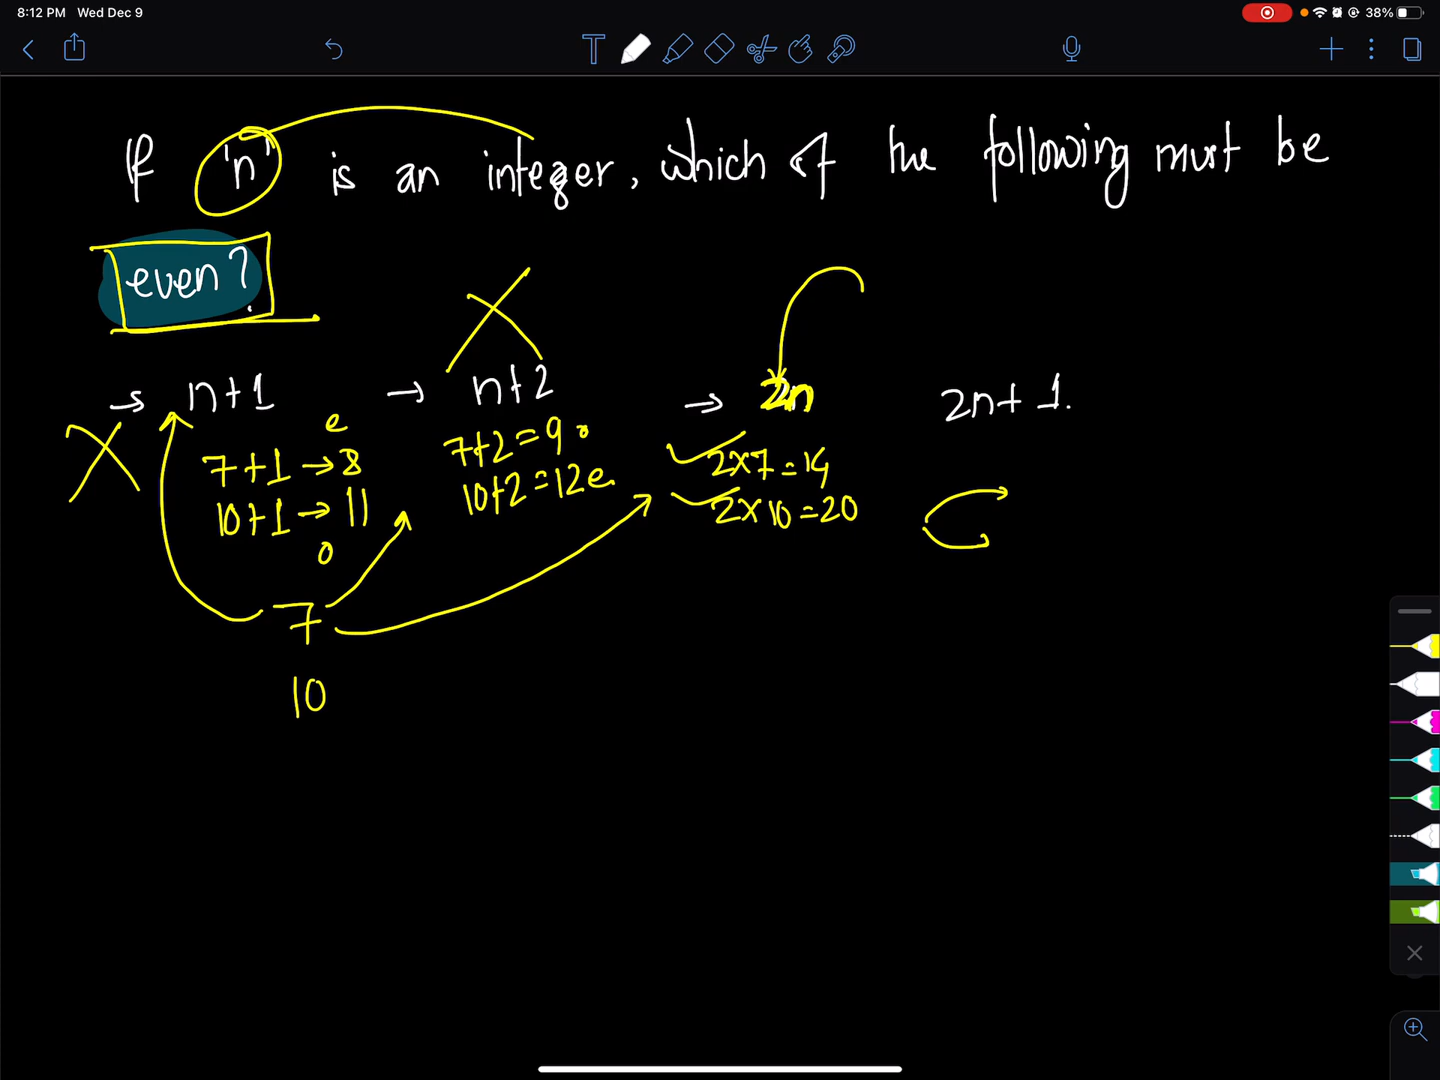 8:12 PM Wed Dec 9
38%
T
If 'n' is an integer, which of the following must be
even?
→ n+1 → n+2 → 2n 2n+1.
e
7+1→8 7+2=9 o 2x7=14
10+1→11 10+2=12e 2x10=20
o
7
10